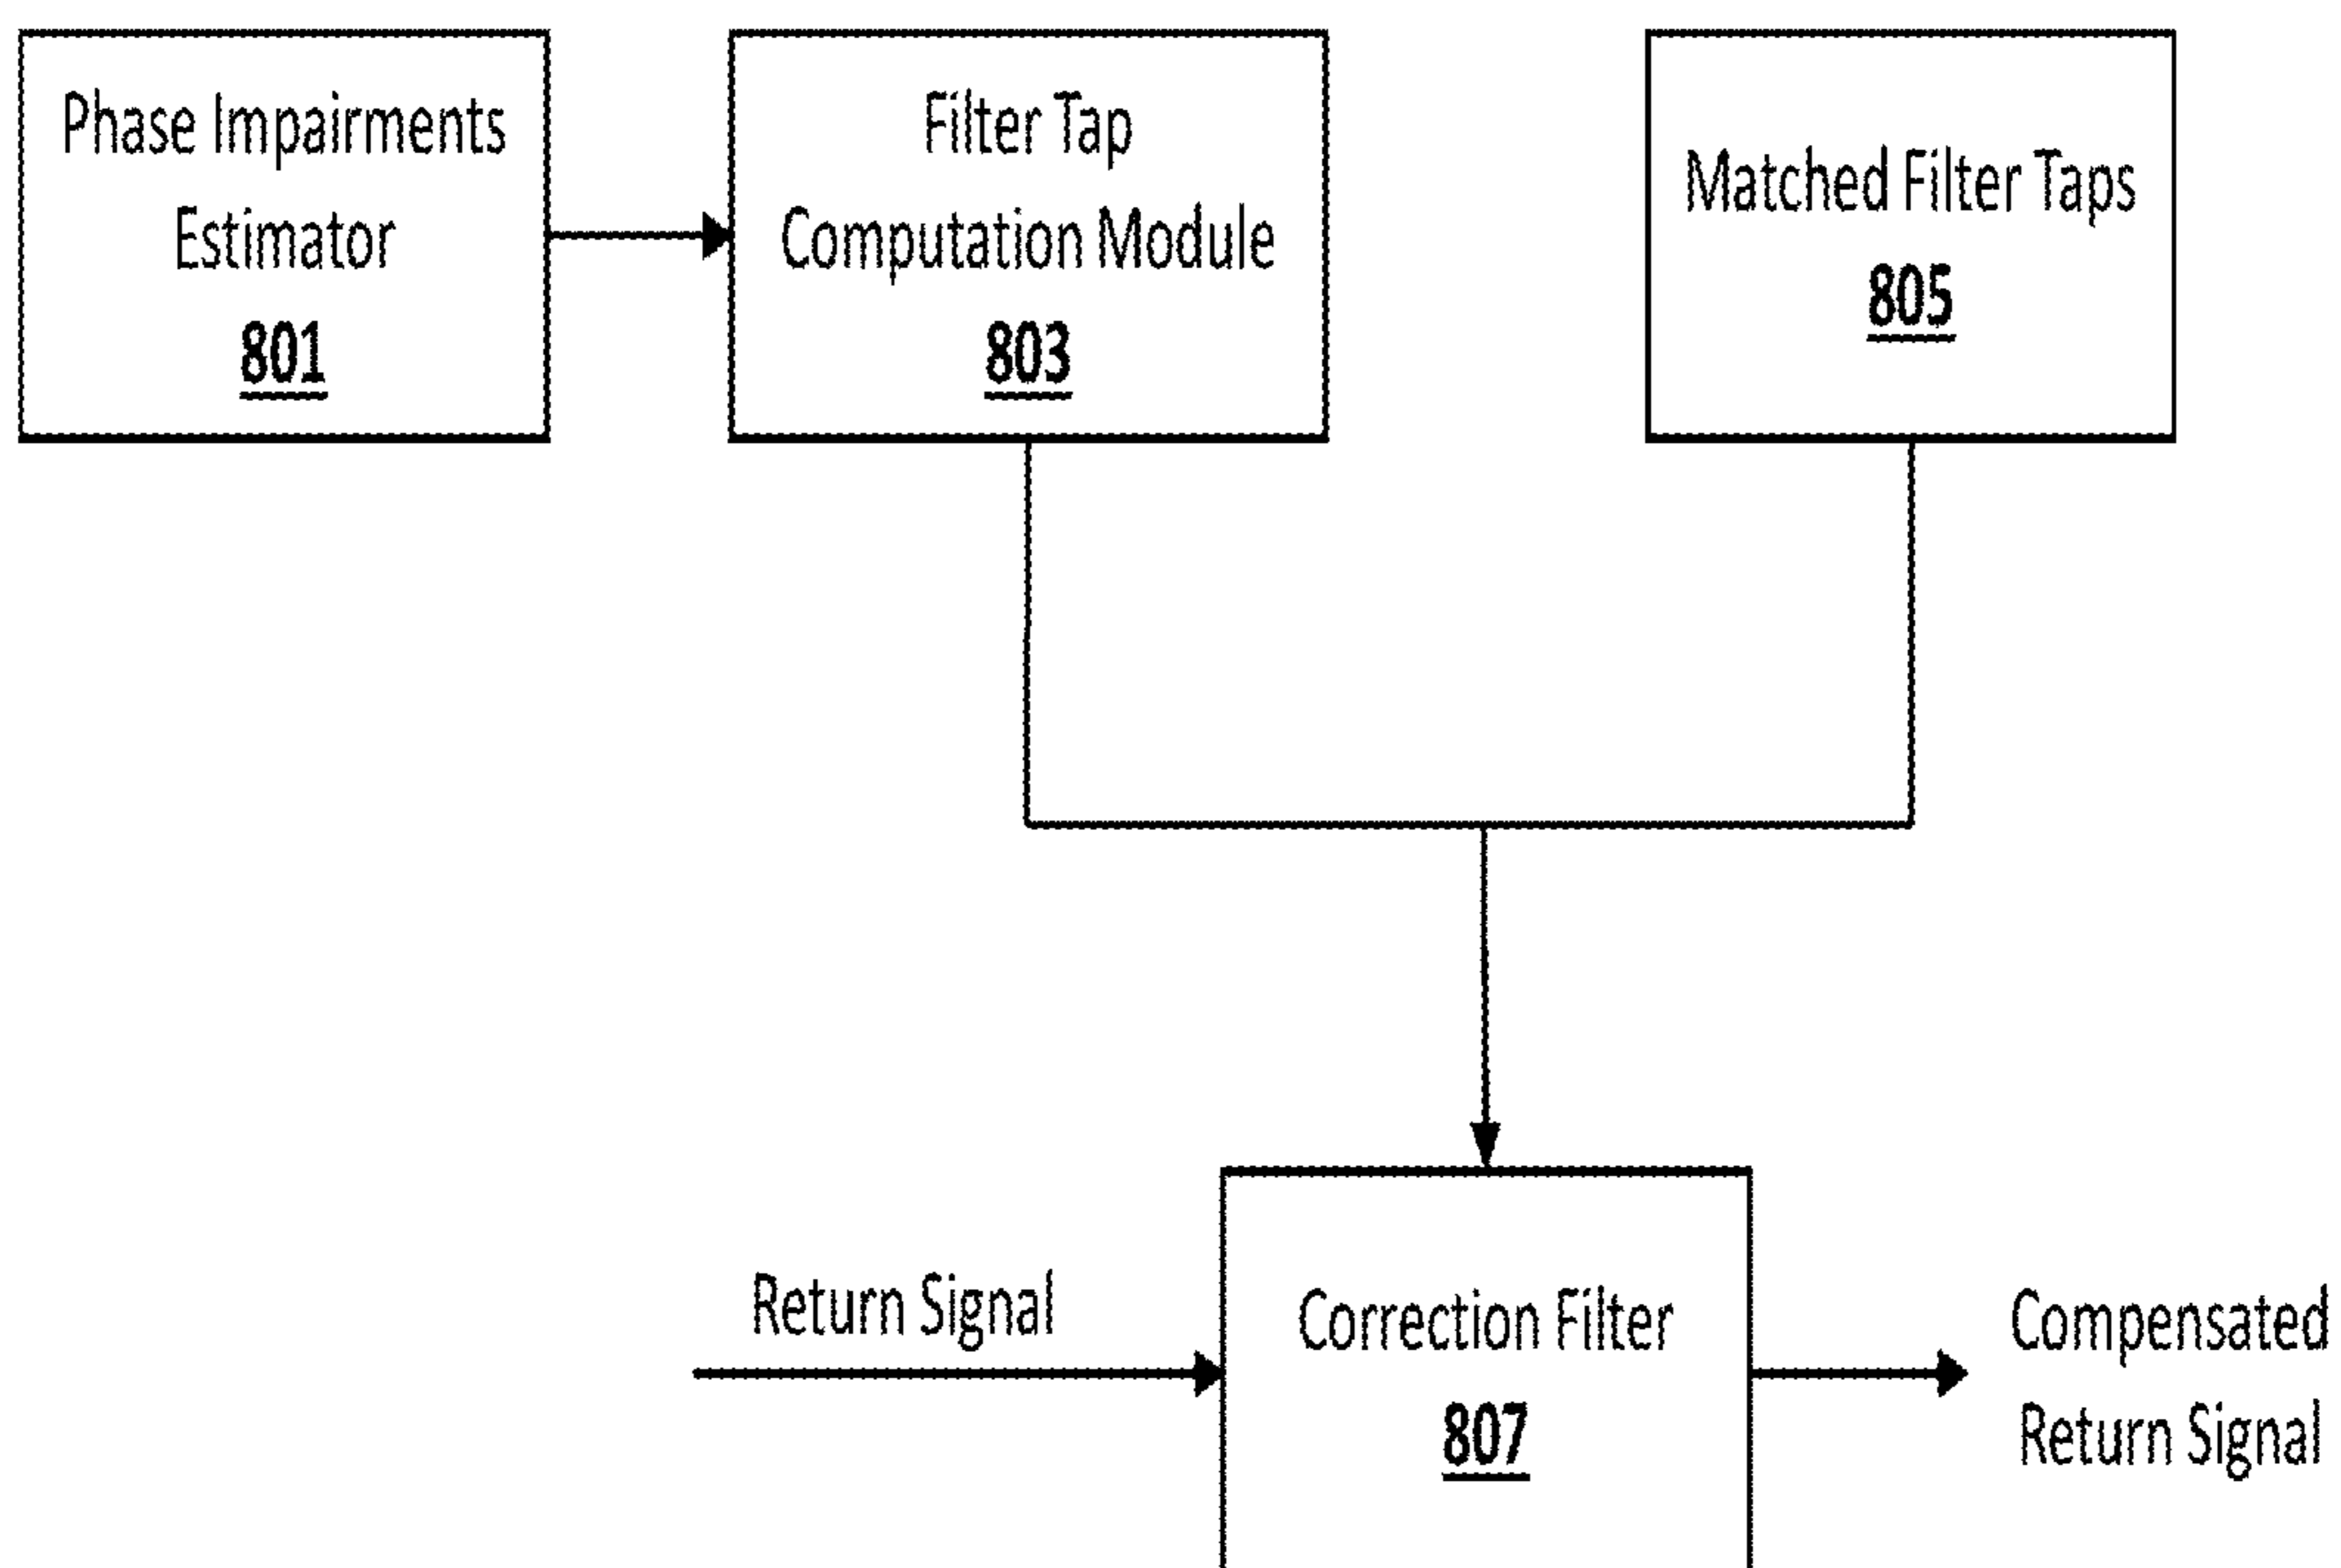 Phase Impairments
Estimator
801
Filter Tap
Computation Module
803
Matched Filter Taps
805
Return Signal
Correction Filter
807
Compensated
Return Signal